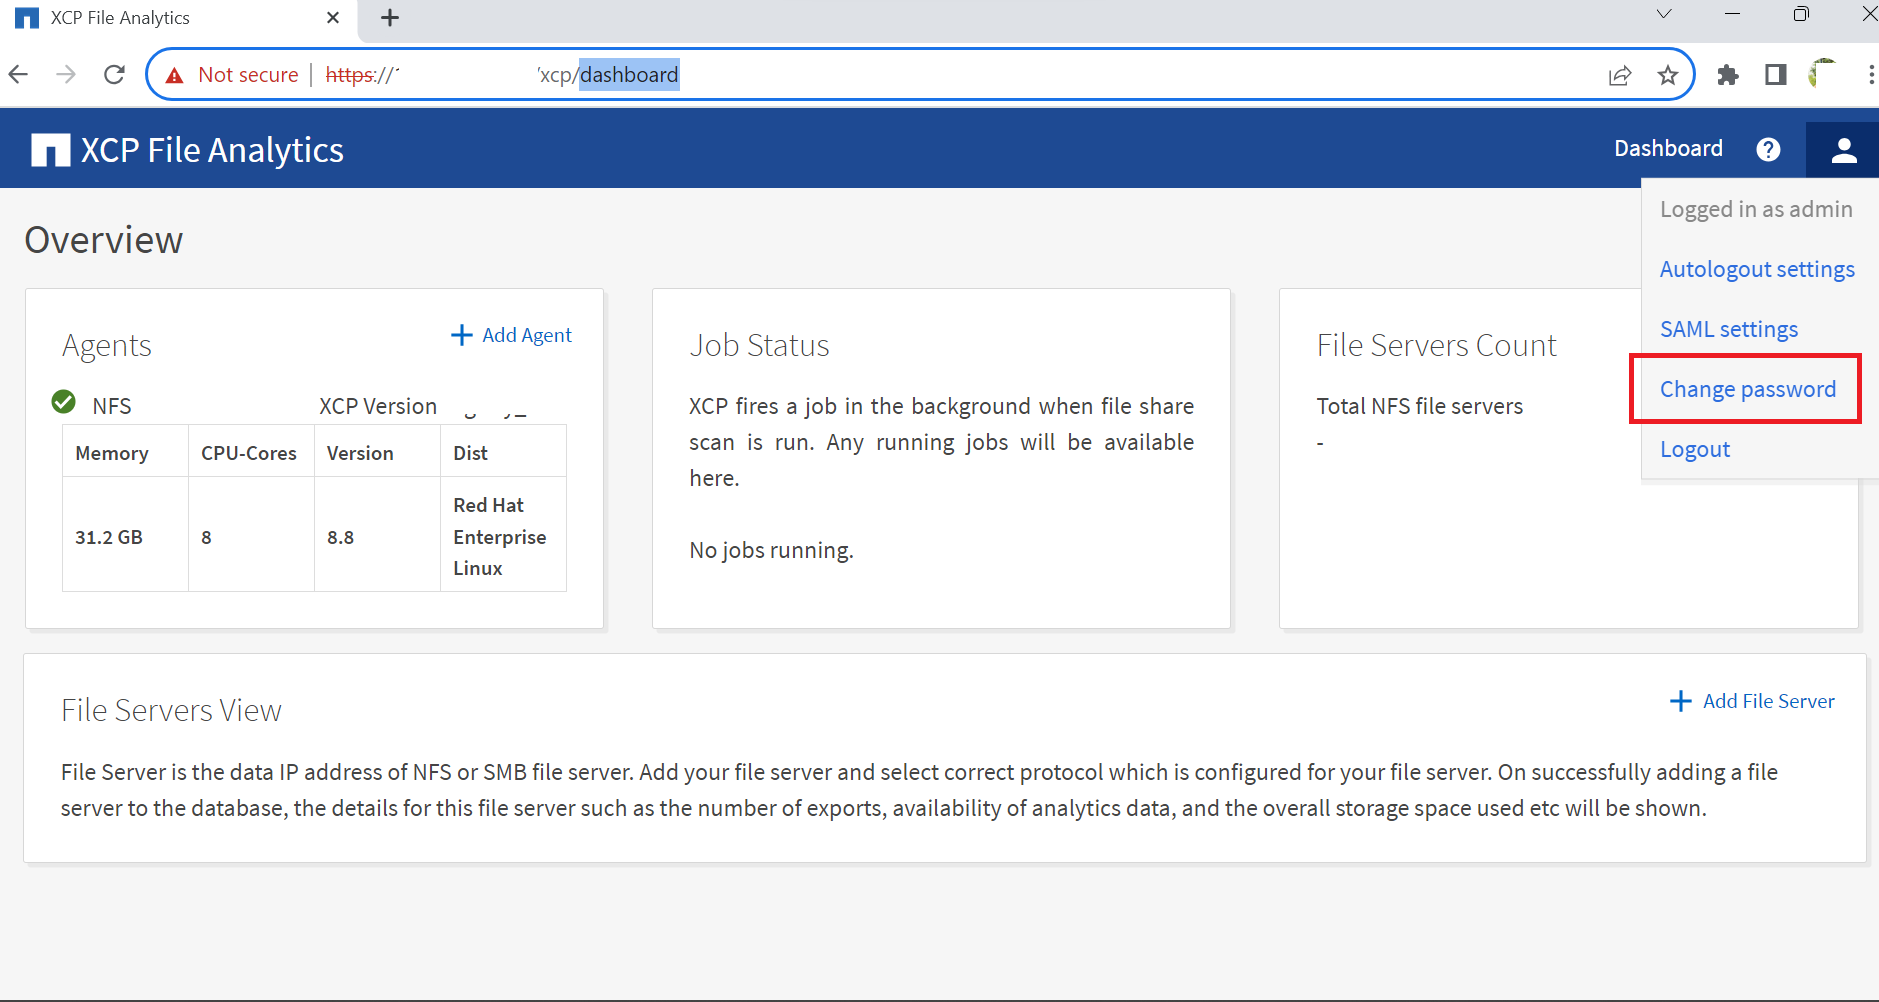 XCP File Analytics
Not secure https:// xcp/dashboard
XCP File Analytics
Dashboard
Logged in as admin
Autologout settings
SAML settings
Change password
Logout
Overview
Agents
Add Agent
NFS XCP Version
Memory CPU-Cores Version Dist
31.2 GB 8 8.8 Red Hat
Enterprise
Linux
Job Status
XCP fires a job in the background when file share
scan is run. Any running jobs will be available
here.
No jobs running.
File Servers Count
Total NFS file servers
-
File Servers View
Add File Server
File Server is the data IP address of NFS or SMB file server. Add your file server and select correct protocol which is configured for your file server. On successfully adding a file
server to the database, the details for this file server such as the number of exports, availability of analytics data, and the overall storage space used etc will be shown.